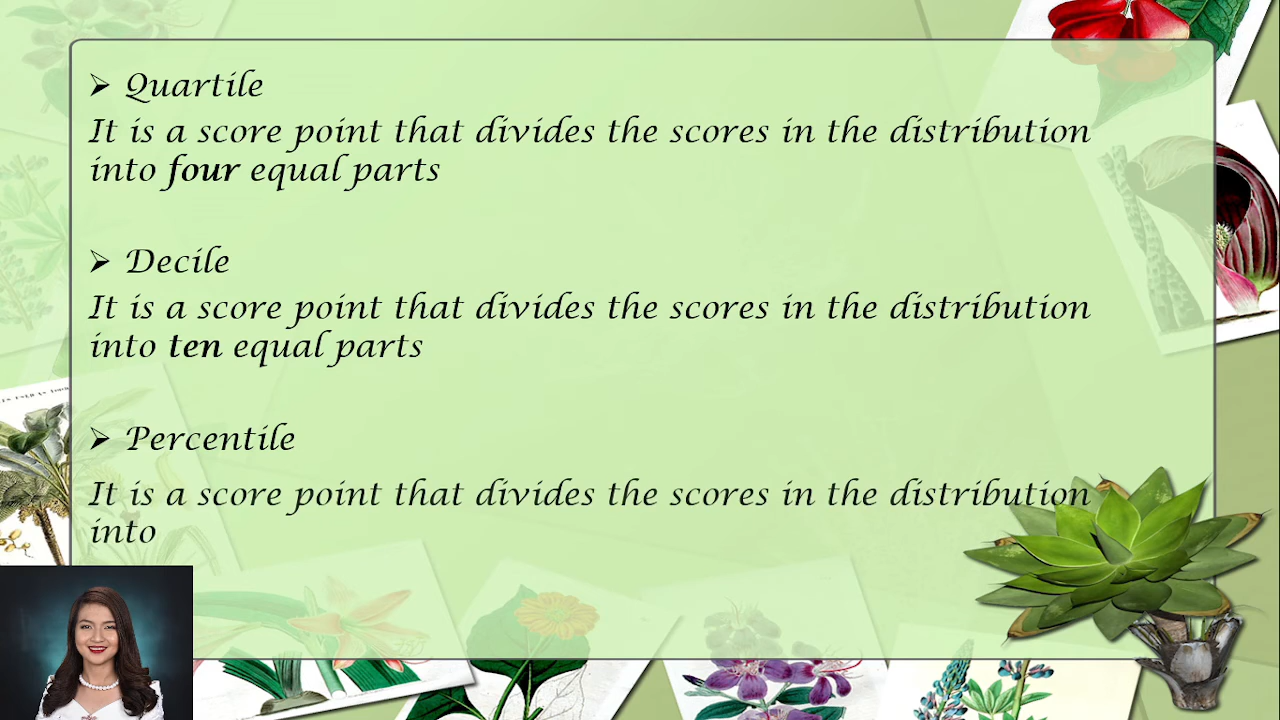 ➢ Quartile
It is a score point that divides the scores in the distribution
into four equal parts
➢ Decile
It is a score point that divides the scores in the distribution
into ten equal parts
➢ Percentile
It is a score point that divides the scores in the distribution
into